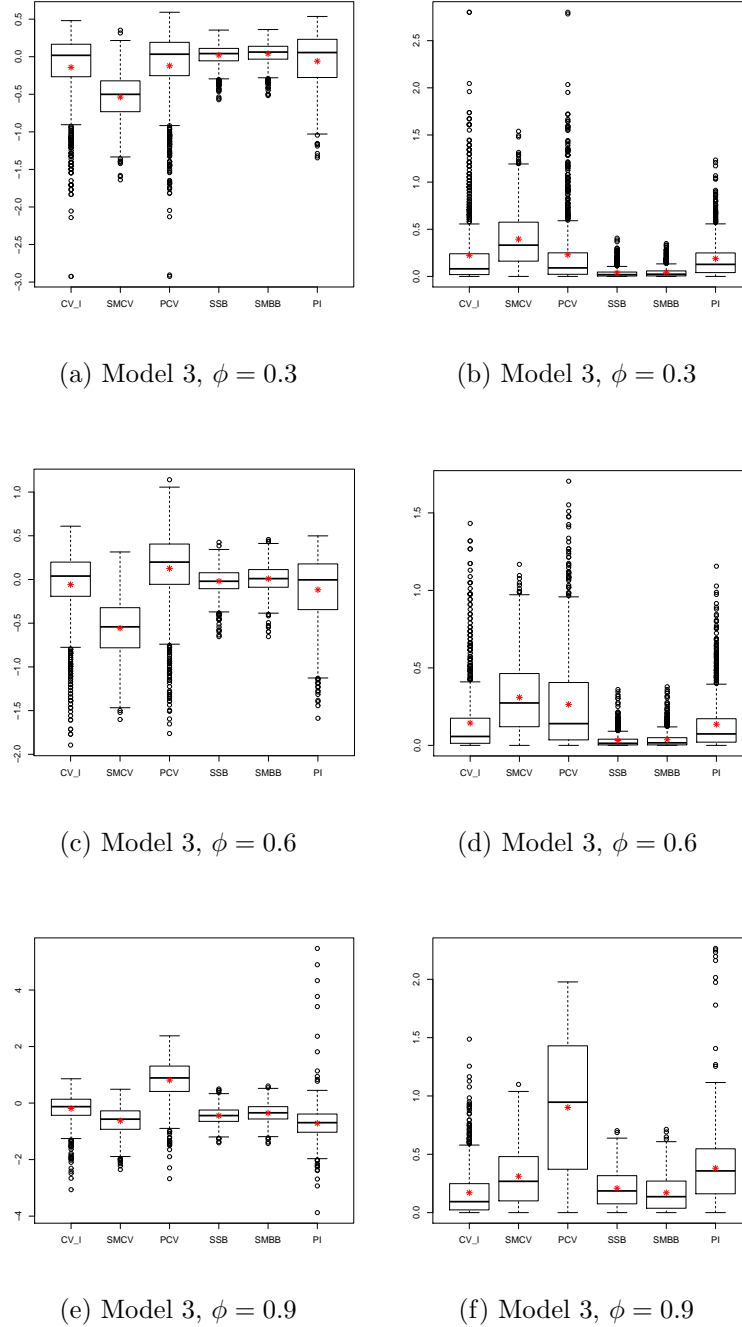 0.5
0.0
−0.5
−1.0
−1.5
−2.0
−2.5
−3.0
CV_I SMCV PCV SSB SMBB PI
2.5
2.0
1.5
1.0
0.5
0.0
CV_I SMCV PCV SSB SMBB PI
(a) Model 3, ϕ = 0.3
(b) Model 3, ϕ = 0.3
1.0
0.5
0.0
−0.5
−1.0
−1.5
−2.0
CV_I SMCV PCV SSB SMBB PI
1.5
1.0
0.5
0.0
CV_I SMCV PCV SSB SMBB PI
(c) Model 3, ϕ = 0.6
(d) Model 3, ϕ = 0.6
4
2
0
−2
−4
CV_I SMCV PCV SSB SMBB PI
2.0
1.5
1.0
0.5
0.0
CV_I SMCV PCV SSB SMBB PI
(e) Model 3, ϕ = 0.9
(f) Model 3, ϕ = 0.9